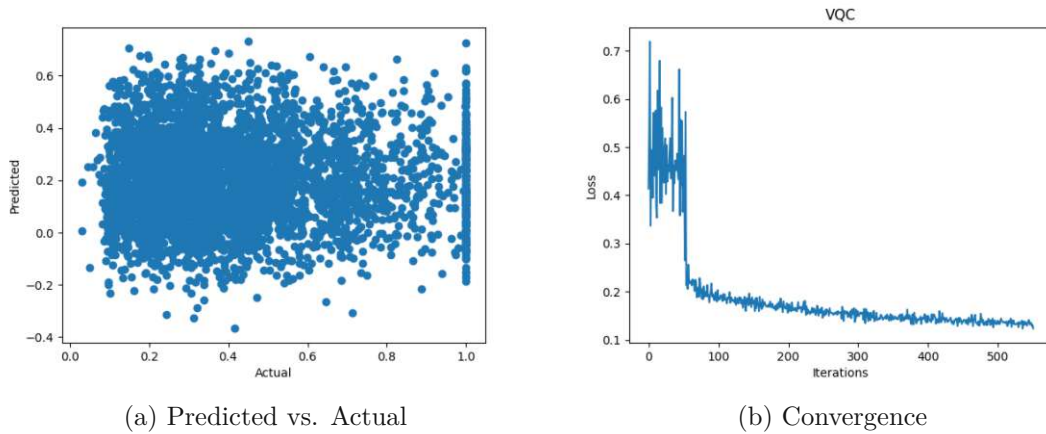 VQC
0.6
0.4
0.2
0.0
−0.2
−0.4
Predicted
0.0 0.2 0.4 0.6 0.8 1.0
Actual
0.7
0.6
0.5
0.4
0.3
0.2
0.1
Loss
0 100 200 300 400 500
Iterations
(a) Predicted vs. Actual
(b) Convergence